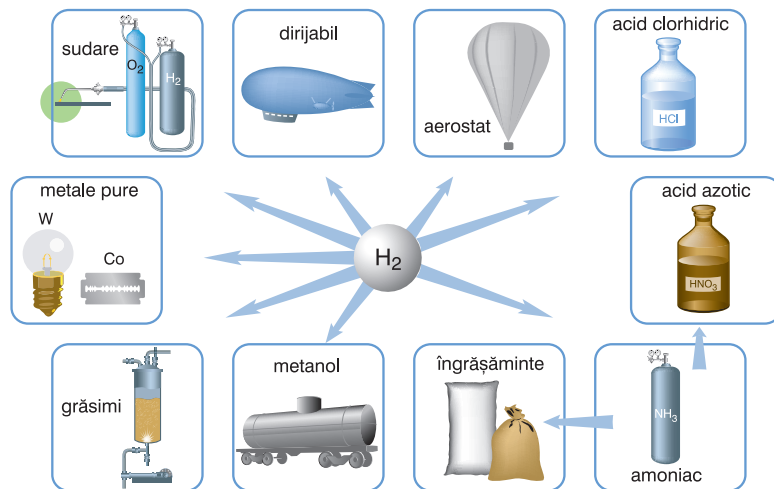 sudare
O₂
H₂
dirijabil
aerostat
acid clorhidric
HCl
metale pure
W
Co
H₂
acid azotic
HNO₃
grăsimi
metanol
îngrășăminte
NH₃
amoniac